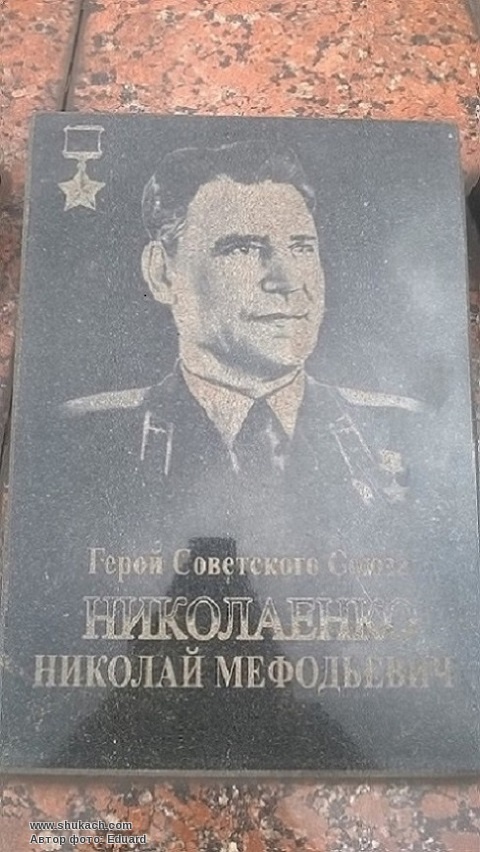 Герой Советского Союза
НИКОЛАЕНКО
НИКОЛАЙ МЕФОДЬЕВИЧ
www.shukach.com
Автор фото: Eduard